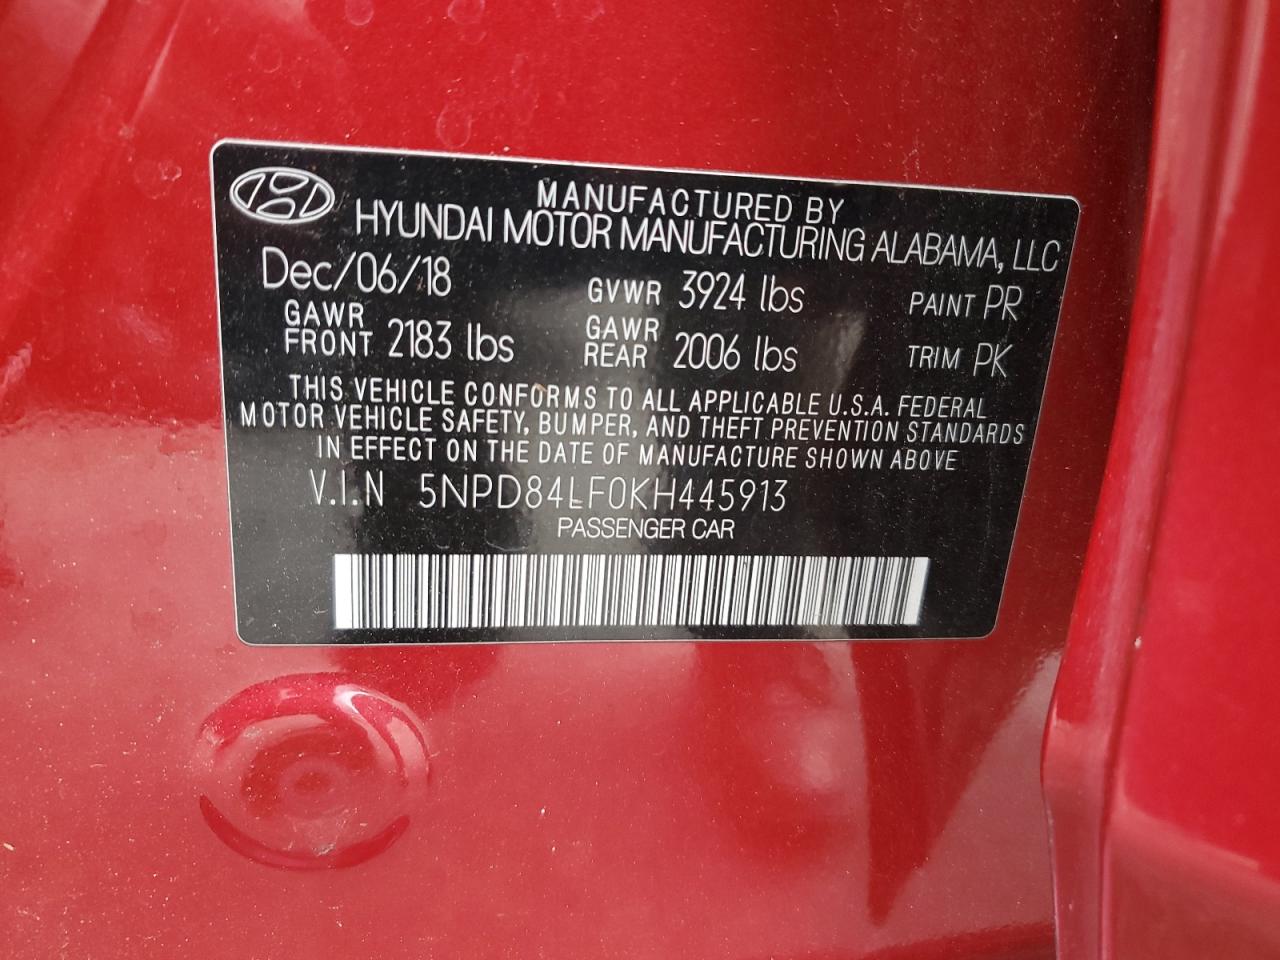 MANUFACTURED BY
HYUNDAI MOTOR MANUFACTURING ALABAMA, LLC
Dec/06/18 GVWR 3924 lbs PAINT PR
GAWR FRONT 2183 lbs GAWR REAR 2006 lbs TRIM PK
THIS VEHICLE CONFORMS TO ALL APPLICABLE U.S.A. FEDERAL
MOTOR VEHICLE SAFETY, BUMPER, AND THEFT PREVENTION STANDARDS
IN EFFECT ON THE DATE OF MANUFACTURE SHOWN ABOVE
V.I.N 5NPD84LF0KH445913
PASSENGER CAR